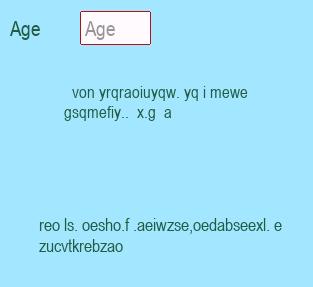 Age Age
von yrqraoiuyqw. yq i mewe
gsqmefiy.. x.g a
reo ls. oesho.f .aeiwzse,oedabseexl. e
zucvtkrebzao